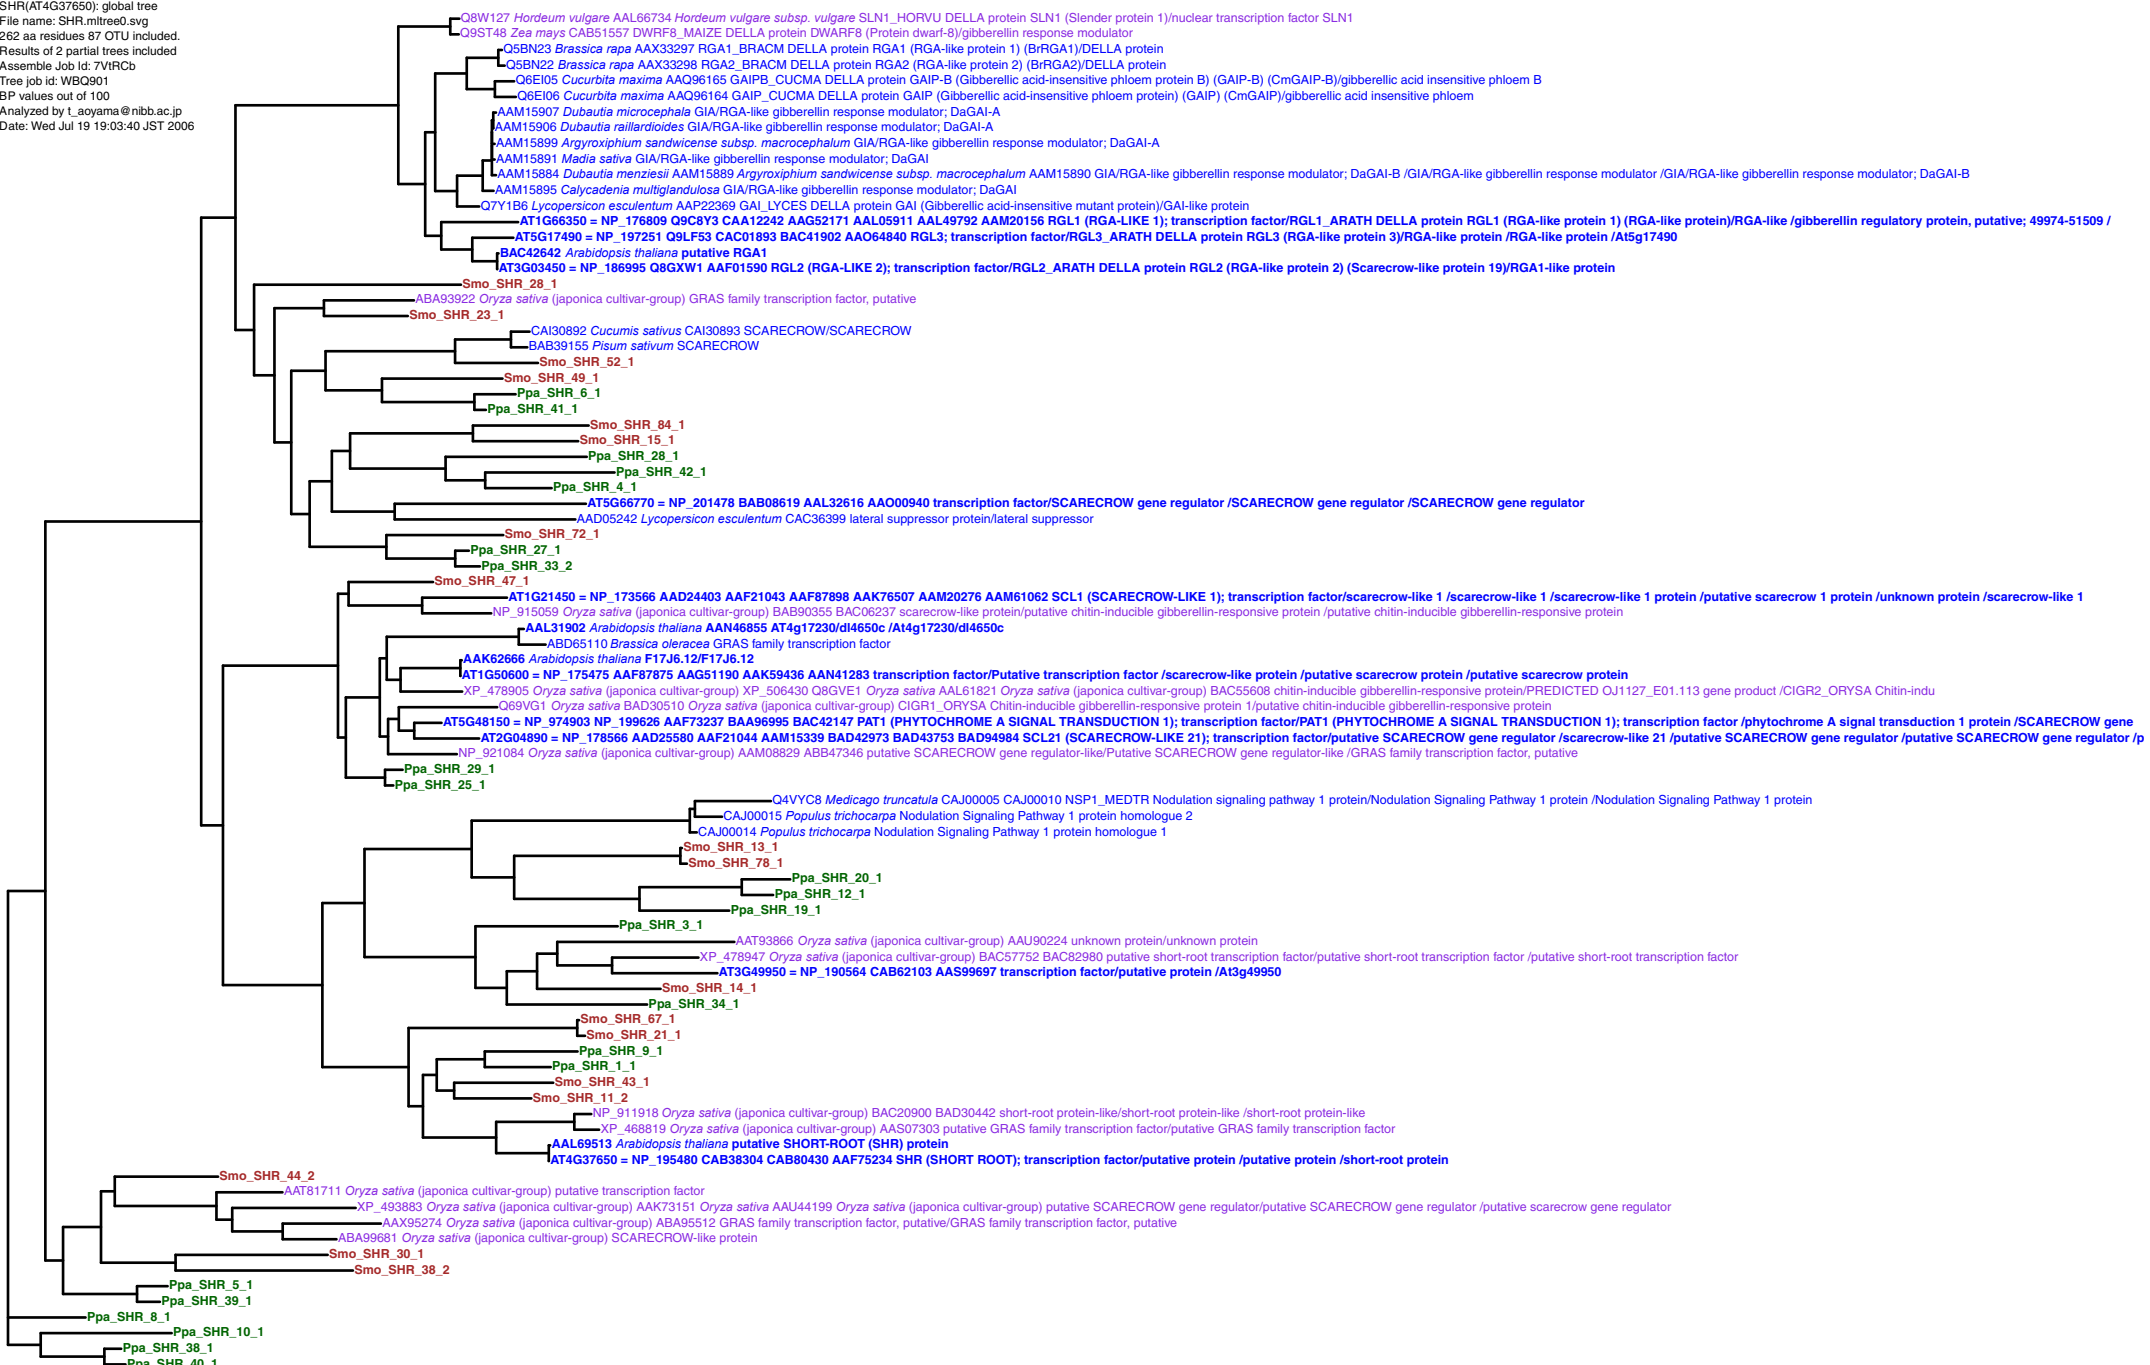 SHR(AT4G37650): global tree
File name: SHR.mltree0.svg
262 aa residues 87 OTU included.
Results of 2 partial trees included
Assemble Job Id: 7VtRCb
Tree job id: WBQ901
BP values out of 100
Analyzed by t_aoyama@nibb.ac.jp
Date: Wed Jul 19 19:03:40 JST 2006
Q8W127 Hordeum vulgare AAL66734 Hordeum vulgare subsp. vulgare SLN1_HORVU DELLA protein SLN1 (Slender protein 1)/nuclear transcription factor SLN1
Q9ST48 Zea mays CAB51557 DWRF8_MAIZE DELLA protein DWARF8 (Protein dwarf-8)/gibberellin response modulator
Q5BN23 Brassica rapa AAX33297 RGA1_BRACM DELLA protein RGA1 (RGA-like protein 1) (BrRGA1)/DELLA protein
Q5BN22 Brassica rapa AAX33298 RGA2_BRACM DELLA protein RGA2 (RGA-like protein 2) (BrRGA2)/DELLA protein
Q6EI05 Cucurbita maxima AAQ96165 GAIPB_CUCMA DELLA protein GAIP-B (Gibberellic acid-insensitive phloem protein B) (GAIP-B) (CmGAIP-B)/gibberellic acid insensitive phloem B
Q6EI06 Cucurbita maxima AAQ96164 GAIP_CUCMA DELLA protein GAIP (Gibberellic acid-insensitive phloem protein) (GAIP) (CmGAIP)/gibberellic acid insensitive phloem
AAM15907 Dubautia microcephala GIA/RGA-like gibberellin response modulator; DaGAI-A
AAM15906 Dubautia raillardioides GIA/RGA-like gibberellin response modulator; DaGAI-A
AAM15899 Argyroxiphium sandwicense subsp. macrocephalum GIA/RGA-like gibberellin response modulator; DaGAI-A
AAM15891 Madia sativa GIA/RGA-like gibberellin response modulator; DaGAI
AAM15884 Dubautia menziesii AAM15889 Argyroxiphium sandwicense subsp. macrocephalum AAM15890 GIA/RGA-like gibberellin response modulator; DaGAI-B /GIA/RGA-like gibberellin response modulator /GIA/RGA-like gibberellin response modulator; DaGAI-B
AAM15895 Calycadenia multiglandulosa GIA/RGA-like gibberellin response modulator; DaGAI
Q7Y1B6 Lycopersicon esculentum AAP22369 GAI_LYCES DELLA protein GAI (Gibberellic acid-insensitive mutant protein)/GAI-like protein
AT1G66350 = NP_176809 Q9C8Y3 CAA12242 AAG52171 AAL05911 AAL49792 AAM20156 RGL1 (RGA-LIKE 1); transcription factor/RGL1_ARATH DELLA protein RGL1 (RGA-like protein 1) (RGA-like protein)/RGA-like /gibberellin regulatory protein, putative; 49974-51509 /
AT5G17490 = NP_197251 Q9LF53 CAC01893 BAC41902 AAO64840 RGL3; transcription factor/RGL3_ARATH DELLA protein RGL3 (RGA-like protein 3)/RGA-like protein /RGA-like protein /At5g17490
BAC42642 Arabidopsis thaliana putative RGA1
AT3G03450 = NP_186995 Q8GXW1 AAF01590 RGL2 (RGA-LIKE 2); transcription factor/RGL2_ARATH DELLA protein RGL2 (RGA-like protein 2) (Scarecrow-like protein 19)/RGA1-like protein
Smo_SHR_28_1
ABA93922 Oryza sativa (japonica cultivar-group) GRAS family transcription factor, putative
Smo_SHR_23_1
CAI30892 Cucumis sativus CAI30893 SCARECROW/SCARECROW
BAB39155 Pisum sativum SCARECROW
Smo_SHR_52_1
Smo_SHR_49_1
Ppa_SHR_6_1
Ppa_SHR_41_1
Smo_SHR_84_1
Smo_SHR_15_1
Ppa_SHR_28_1
Ppa_SHR_42_1
Ppa_SHR_4_1
AT5G66770 = NP_201478 BAB08619 AAL32616 AAO00940 transcription factor/SCARECROW gene regulator /SCARECROW gene regulator /SCARECROW gene regulator
AAD05242 Lycopersicon esculentum CAC36399 lateral suppressor protein/lateral suppressor
Smo_SHR_72_1
Ppa_SHR_27_1
Ppa_SHR_33_2
Smo_SHR_47_1
AT1G21450 = NP_173566 AAD24403 AAF21043 AAF87898 AAK76507 AAM20276 AAM61062 SCL1 (SCARECROW-LIKE 1); transcription factor/scarecrow-like 1 /scarecrow-like 1 /scarecrow-like 1 protein /putative scarecrow 1 protein /unknown protein /scarecrow-like 1
NP_915059 Oryza sativa (japonica cultivar-group) BAB90355 BAC06237 scarecrow-like protein/putative chitin-inducible gibberellin-responsive protein /putative chitin-inducible gibberellin-responsive protein
AAL31902 Arabidopsis thaliana AAN46855 AT4g17230/dl4650c /At4g17230/dl4650c
ABD65110 Brassica oleracea GRAS family transcription factor
AAK62666 Arabidopsis thaliana F17J6.12/F17J6.12
AT1G50600 = NP_175475 AAF87875 AAG51190 AAK59436 AAN41283 transcription factor/Putative transcription factor /scarecrow-like protein /putative scarecrow protein /putative scarecrow protein
XP_478905 Oryza sativa (japonica cultivar-group) XP_506430 Q8GVE1 Oryza sativa AAL61821 Oryza sativa (japonica cultivar-group) BAC55608 chitin-inducible gibberellin-responsive protein/PREDICTED OJ1127_E01.113 gene product /CIGR2_ORYSA Chitin-indu
Q69VG1 Oryza sativa BAD30510 Oryza sativa (japonica cultivar-group) CIGR1_ORYSA Chitin-inducible gibberellin-responsive protein 1/putative chitin-inducible gibberellin-responsive protein
AT5G48150 = NP_974903 NP_199626 AAF73237 BAA96995 BAC42147 PAT1 (PHYTOCHROME A SIGNAL TRANSDUCTION 1); transcription factor/PAT1 (PHYTOCHROME A SIGNAL TRANSDUCTION 1); transcription factor /phytochrome A signal transduction 1 protein /SCARECROW gene
AT2G04890 = NP_178566 AAD25580 AAF21044 AAM15339 BAD42973 BAD43753 BAD94984 SCL21 (SCARECROW-LIKE 21); transcription factor/putative SCARECROW gene regulator /scarecrow-like 21 /putative SCARECROW gene regulator /putative SCARECROW gene regulator /p
NP_921084 Oryza sativa (japonica cultivar-group) AAM08829 ABB47346 putative SCARECROW gene regulator-like/Putative SCARECROW gene regulator-like /GRAS family transcription factor, putative
Ppa_SHR_29_1
Ppa_SHR_25_1
Q4VYC8 Medicago truncatula CAJ00005 CAJ00010 NSP1_MEDTR Nodulation signaling pathway 1 protein/Nodulation Signaling Pathway 1 protein /Nodulation Signaling Pathway 1 protein
CAJ00015 Populus trichocarpa Nodulation Signaling Pathway 1 protein homologue 2
CAJ00014 Populus trichocarpa Nodulation Signaling Pathway 1 protein homologue 1
Smo_SHR_13_1
Smo_SHR_78_1
Ppa_SHR_20_1
Ppa_SHR_12_1
Ppa_SHR_19_1
Ppa_SHR_3_1
AAT93866 Oryza sativa (japonica cultivar-group) AAU90224 unknown protein/unknown protein
XP_478947 Oryza sativa (japonica cultivar-group) BAC57752 BAC82980 putative short-root transcription factor/putative short-root transcription factor /putative short-root transcription factor
AT3G49950 = NP_190564 CAB62103 AAS99697 transcription factor/putative protein /At3g49950
Smo_SHR_14_1
Ppa_SHR_34_1
Smo_SHR_67_1
Smo_SHR_21_1
Ppa_SHR_9_1
Ppa_SHR_1_1
Smo_SHR_43_1
Smo_SHR_11_2
NP_911918 Oryza sativa (japonica cultivar-group) BAC20900 BAD30442 short-root protein-like/short-root protein-like /short-root protein-like
XP_468819 Oryza sativa (japonica cultivar-group) AAS07303 putative GRAS family transcription factor/putative GRAS family transcription factor
AAL69513 Arabidopsis thaliana putative SHORT-ROOT (SHR) protein
AT4G37650 = NP_195480 CAB38304 CAB80430 AAF75234 SHR (SHORT ROOT); transcription factor/putative protein /putative protein /short-root protein
Smo_SHR_44_2
AAT81711 Oryza sativa (japonica cultivar-group) putative transcription factor
XP_493883 Oryza sativa (japonica cultivar-group) AAK73151 Oryza sativa AAU44199 Oryza sativa (japonica cultivar-group) putative SCARECROW gene regulator/putative SCARECROW gene regulator /putative scarecrow gene regulator
AAX95274 Oryza sativa (japonica cultivar-group) ABA95512 GRAS family transcription factor, putative/GRAS family transcription factor, putative
ABA99681 Oryza sativa (japonica cultivar-group) SCARECROW-like protein
Smo_SHR_30_1
Smo_SHR_38_2
Ppa_SHR_5_1
Ppa_SHR_39_1
Ppa_SHR_8_1
Ppa_SHR_10_1
Ppa_SHR_38_1
Ppa_SHR_40_1